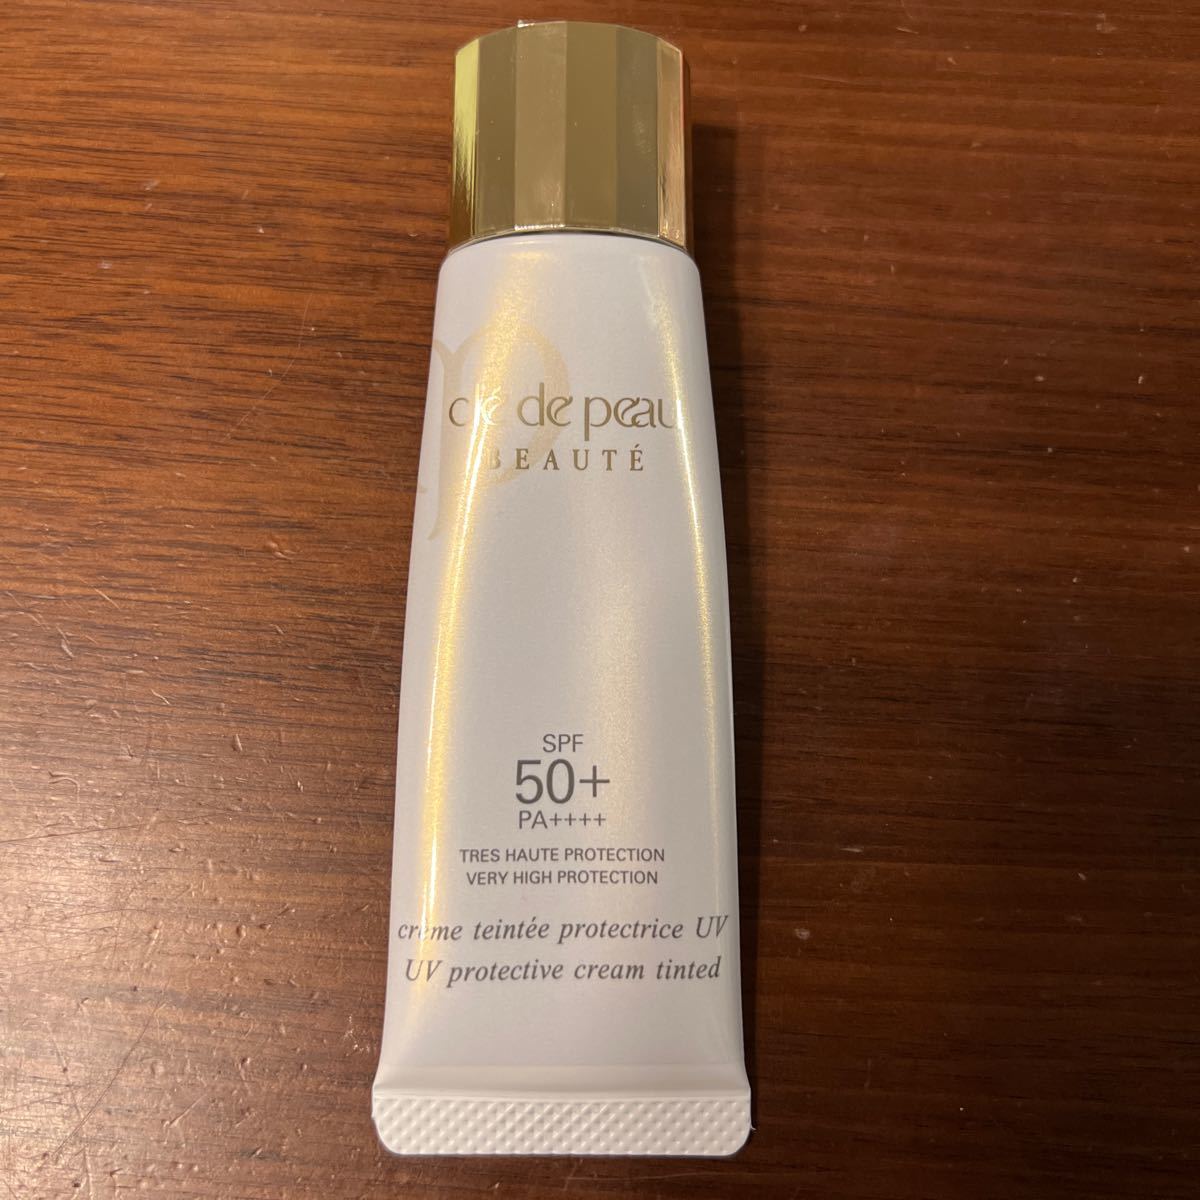 clé de peau
BEAUTÉ
SPF
50+
PA++++
TRES HAUTE PROTECTION
VERY HIGH PROTECTION
crème teintée protectrice UV
UV protective cream tinted